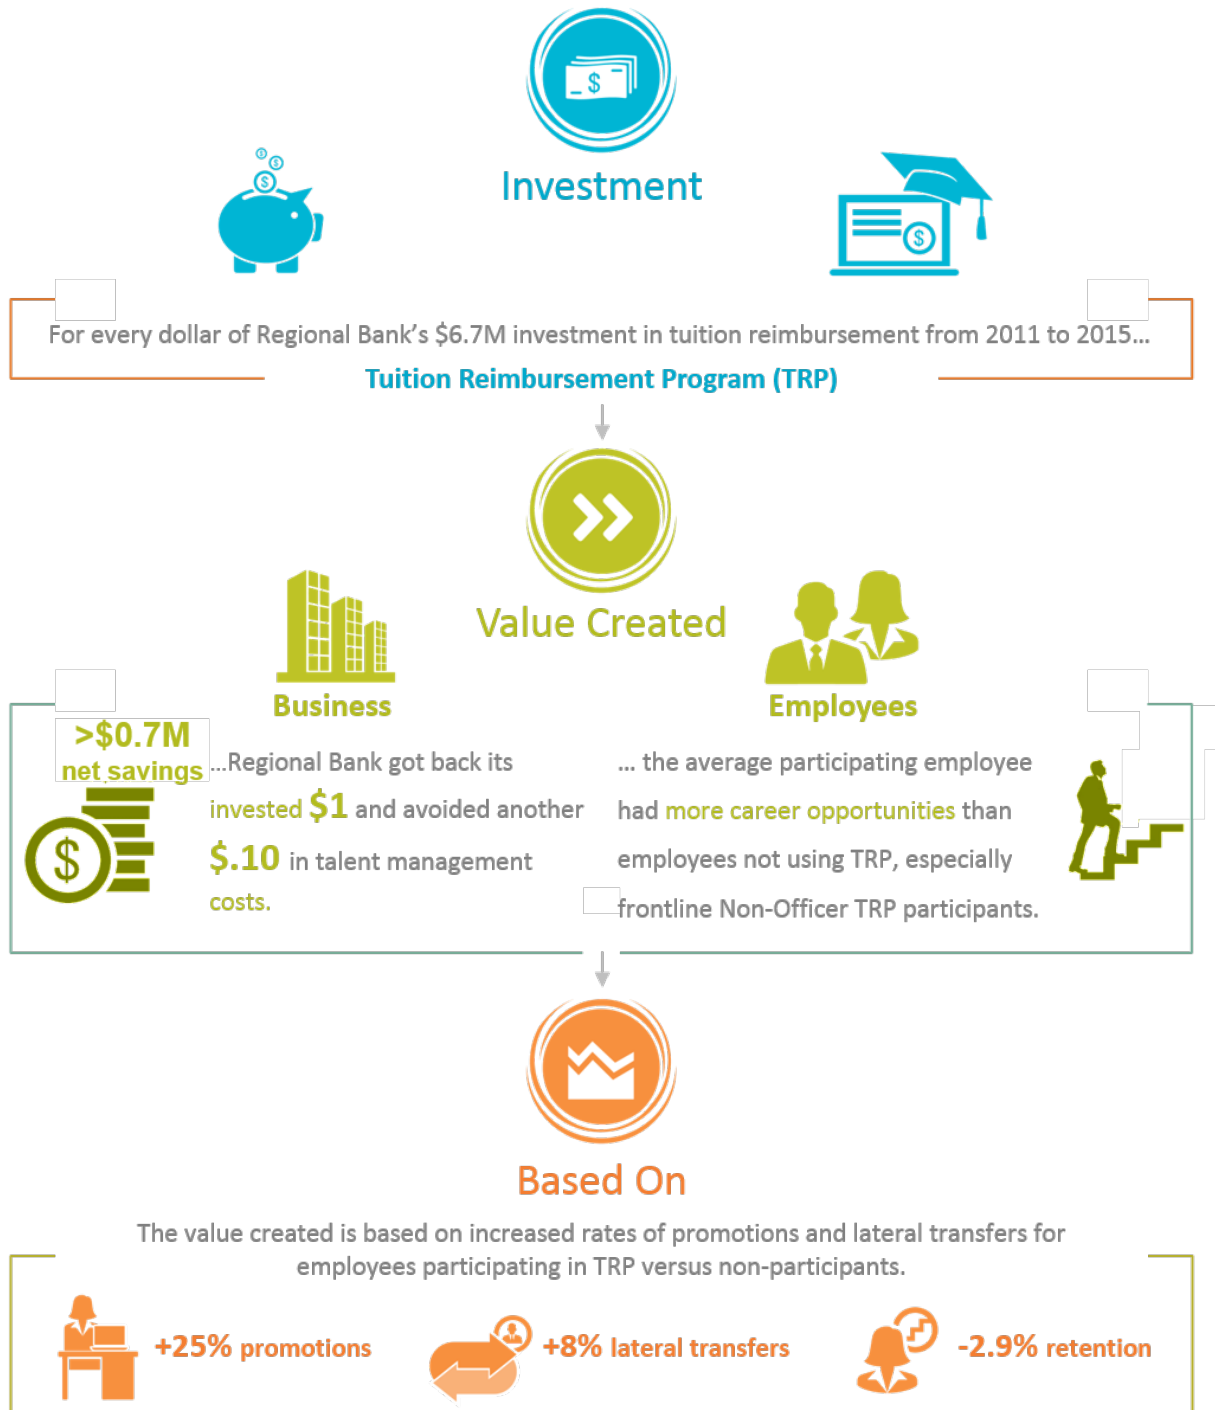 Investment
For every dollar of Regional Bank's $6.7M investment in tuition reimbursement from 2011 to 2015...
Tuition Reimbursement Program (TRP)
Value Created
Business
Employees
>$0.7M
net savings
...Regional Bank got back its
invested $1 and avoided another
$.10 in talent management
costs.
... the average participating employee
had more career opportunities than
employees not using TRP, especially
frontline Non-Officer TRP participants.
Based On
The value created is based on increased rates of promotions and lateral transfers for
employees participating in TRP versus non-participants.
+25% promotions
+8% lateral transfers
-2.9% retention